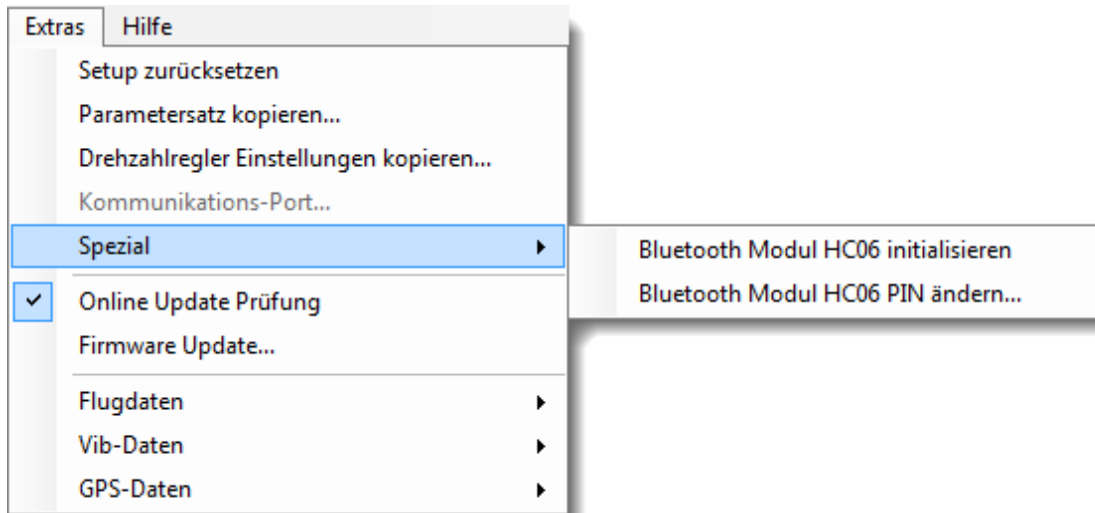 Extras Hilfe
Setup zurücksetzen
Parametersatz kopieren...
Drehzahlregler Einstellungen kopieren...
Kommunikations-Port...
Spezial
Bluetooth Modul HC06 initialisieren
Bluetooth Modul HC06 PIN ändern...
Online Update Prüfung
Firmware Update...
Flugdaten
Vib-Daten
GPS-Daten